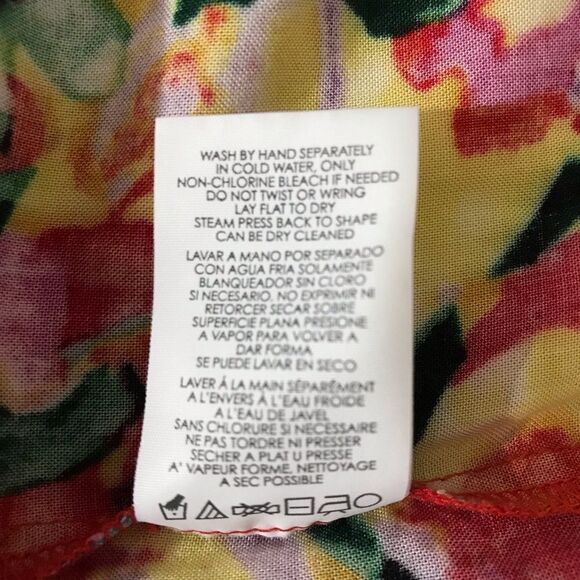 WASH BY HAND SEPARATELY
IN COLD WATER, ONLY
NON-CHLORINE BLEACH IF NEEDED
DO NOT TWIST OR WRING
LAY FLAT TO DRY
STEAM PRESS BACK TO SHAPE
CAN BE DRY CLEANED
LAVAR A MANO POR SEPARADO
CON AGUA FRIA SOLAMENTE
BLANQUEADOR SIN CLORO
SI NECESARIO. NO EXPRIMIR NI
RETORCER SECAR SOBRÉ
SUPERFICIE PLANA PRESIONE
A VAPOR PARA VOLVER A
DAR FORMA
SE PUEDE LAVAR EN SECO
LAVER Á LA MAIN SÉPARÉMENT
A L'ENVERS À L'EAU FROIDE
A L'EAU DE JAVEL
SANS CHLORURE SI NECESSAIRE
NE PAS TORDRE NI PRESSER
SECHER A PLAT U PRESSE
A' VAPEUR FORME, NETTOYAGE
A SEC POSSIBLE